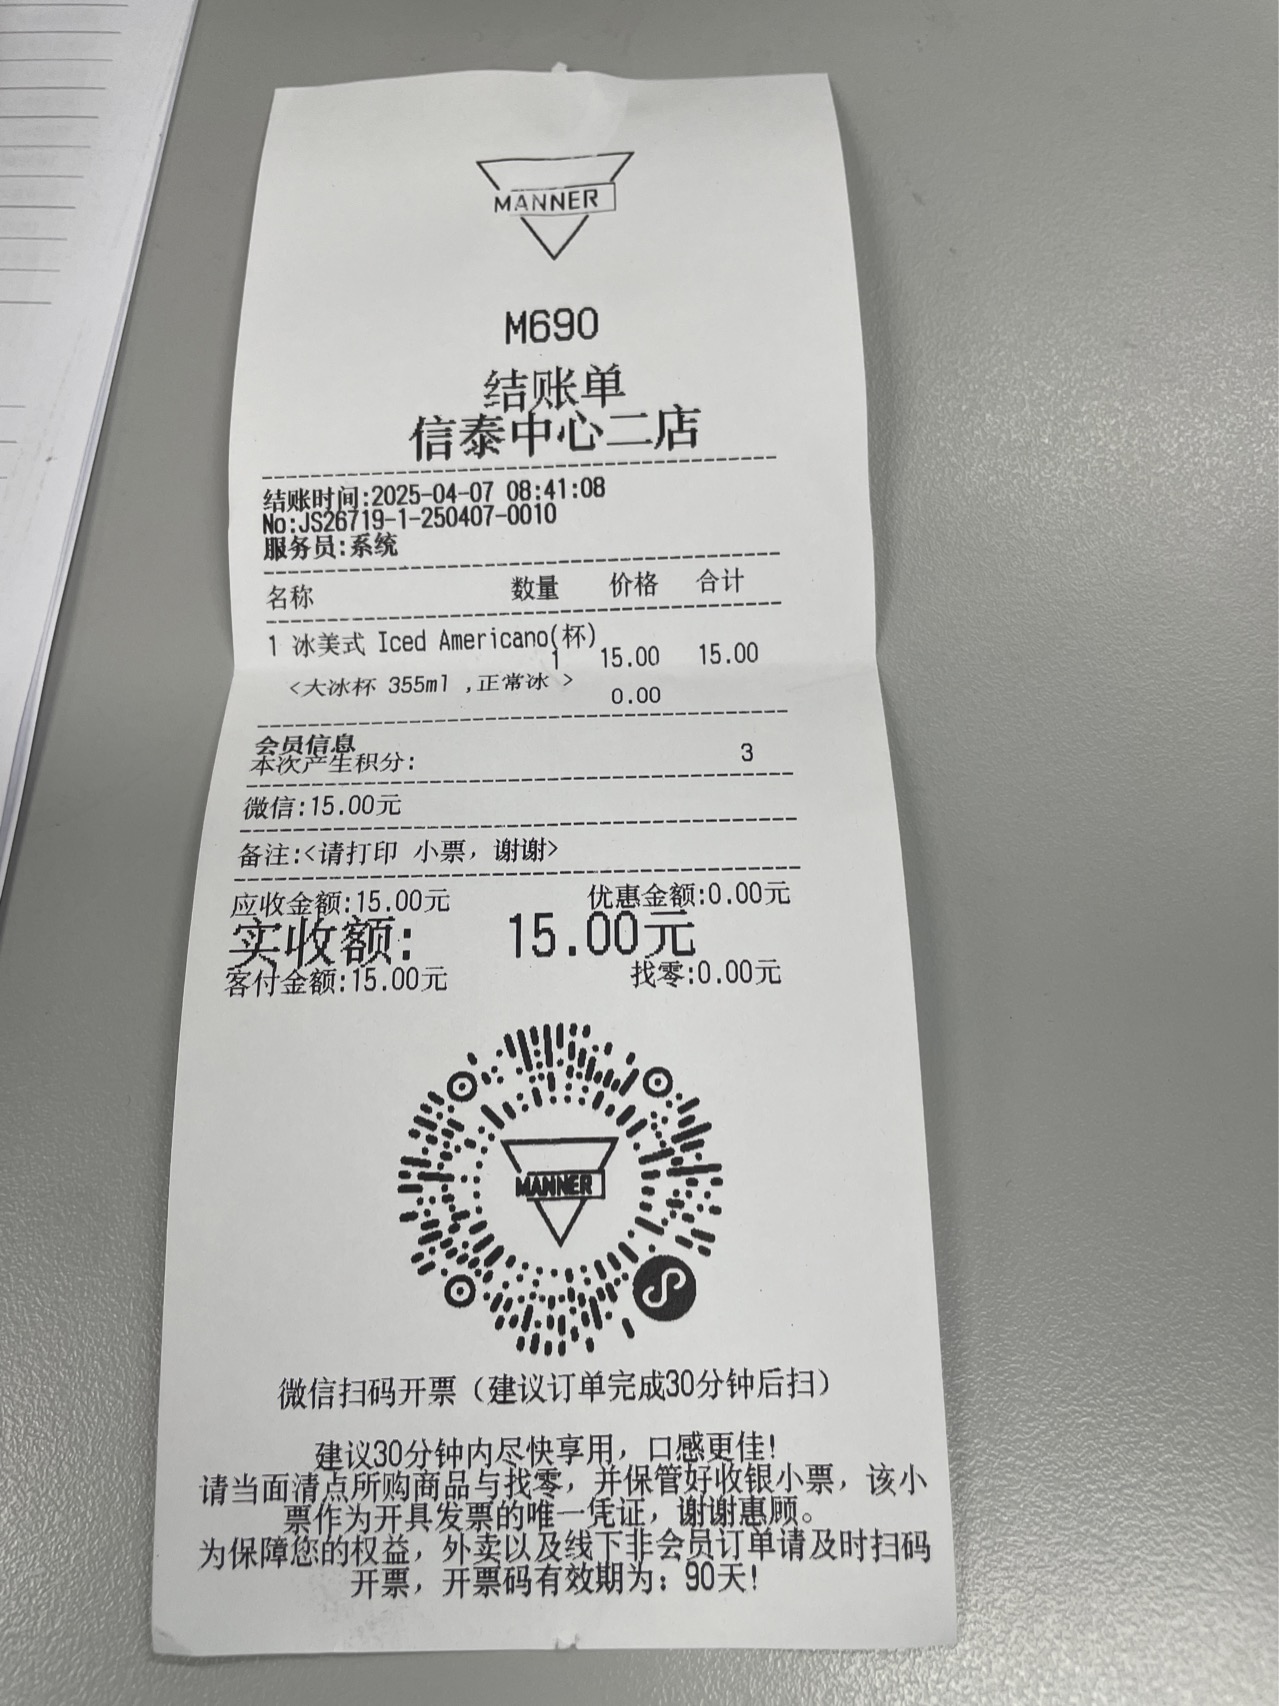 MANNER
M690
结账单
信泰中心二店
结账时间:2025-04-07 08:41:08
No:JS26719-1-250407-0010
服务员:系统
名称 数量 价格 合计
1 冰美式 Iced Americano(杯)
1 15.00 15.00
<大冰杯 355ml ,正常冰 > 0.00
会员信息
本次产生积分: 3
微信:15.00元
备注:<请打印 小票，谢谢>
应收金额:15.00元 优惠金额:0.00元
实收额: 15.00元
客付金额:15.00元 找零:0.00元
MANNER
微信扫码开票（建议订单完成30分钟后扫）
建议30分钟内尽快享用，口感更佳!
请当面清点所购商品与找零，并保管好收银小票，该小
票作为开具发票的唯一凭证，谢谢惠顾。
为保障您的权益，外卖以及线下非会员订单请及时扫码
开票，开票码有效期为：90天!